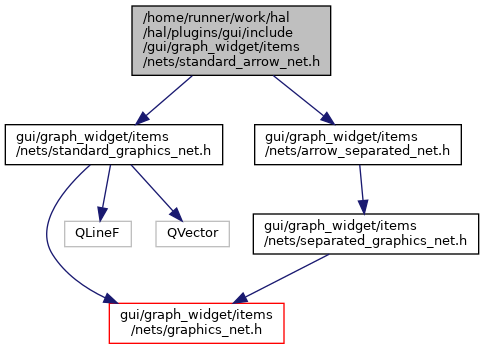 /home/runner/work/hal
/hal/plugins/gui/include
/gui/graph_widget/items
/nets/standard_arrow_net.h
gui/graph_widget/items
/nets/standard_graphics_net.h
gui/graph_widget/items
/nets/arrow_separated_net.h
QLineF
QVector
gui/graph_widget/items
/nets/separated_graphics_net.h
gui/graph_widget/items
/nets/graphics_net.h